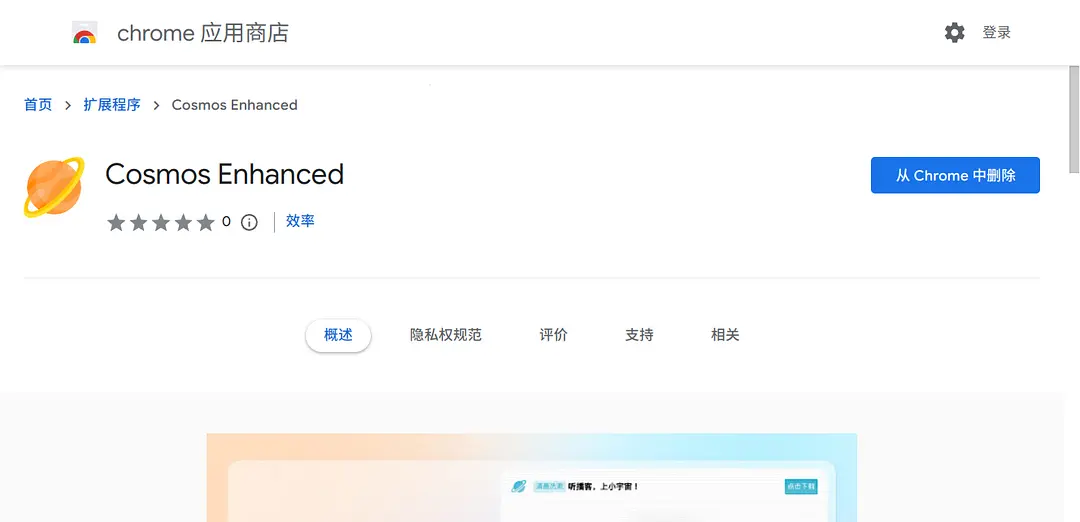 chrome 应用商店
登录
首页 > 扩展程序 > Cosmos Enhanced
Cosmos Enhanced
从 Chrome 中删除
0 效率
概述 隐私权规范 评价 支持 相关
听播客，上小宇宙！ 点击下载